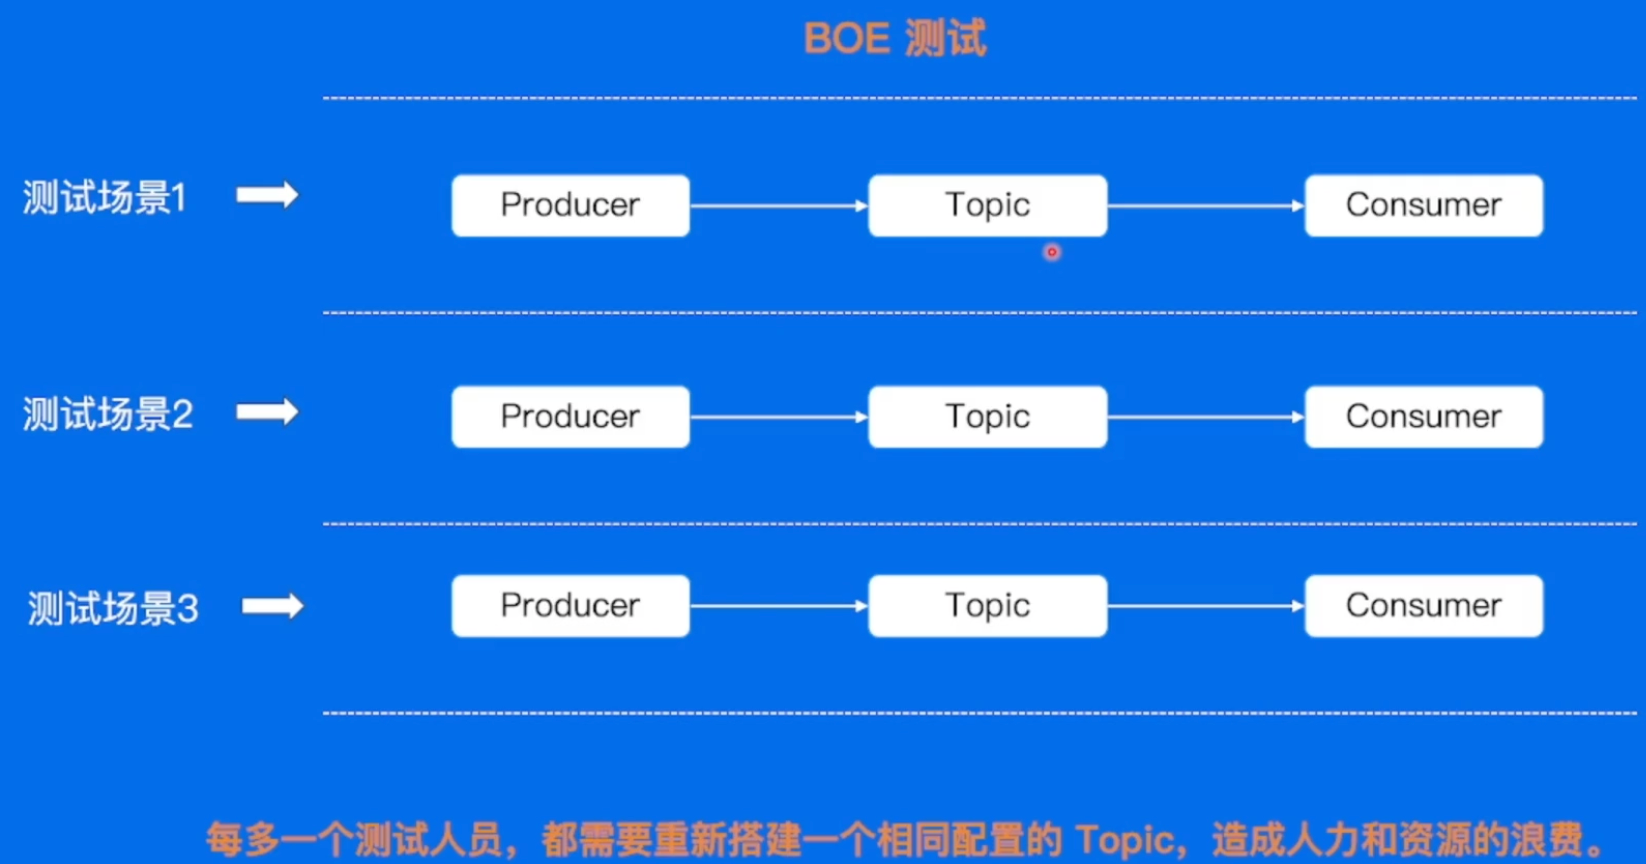 BOE 测试
测试场景1
Producer
Topic
Consumer
测试场景2
Producer
Topic
Consumer
测试场景3
Producer
Topic
Consumer
每多一个测试人员，都需要重新搭建一个相同配置的 Topic，造成人力和资源的浪费。